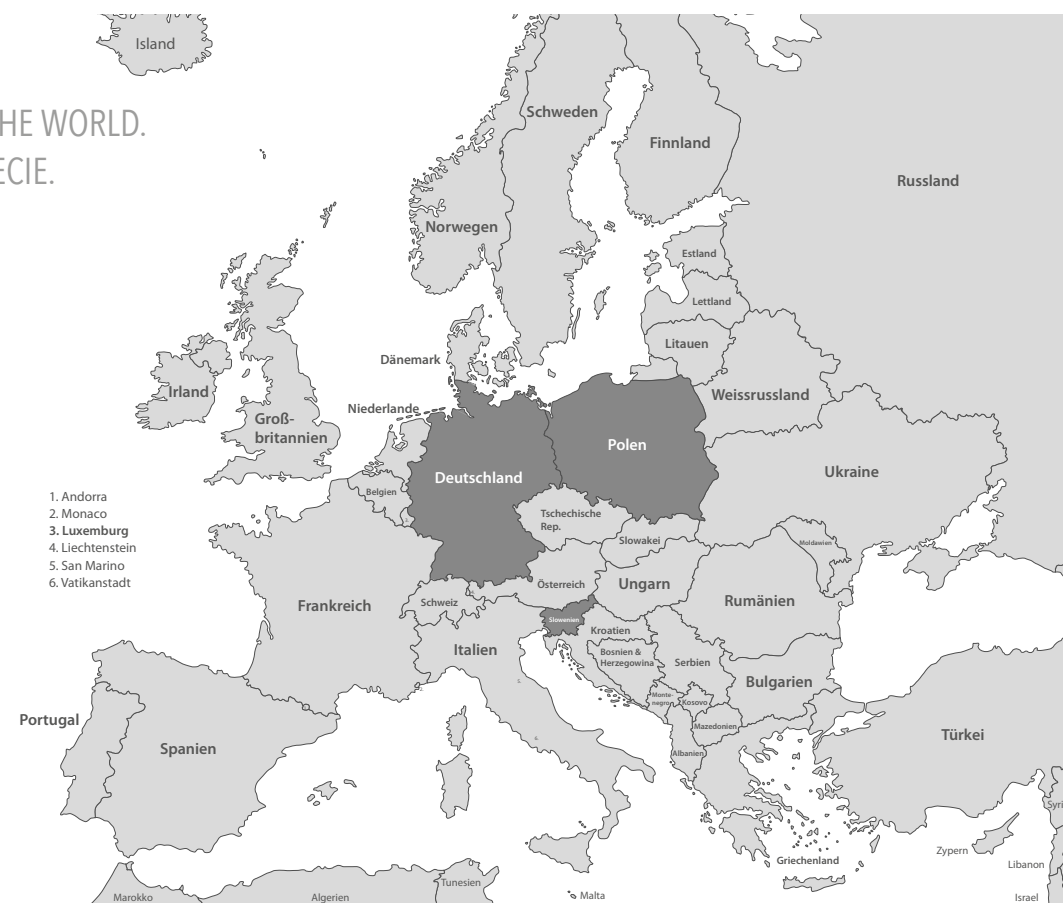 Island
HE WORLD.
ECIE.
Schweden
Finnland
Russland
Norwegen
Estland
Lettland
Litauen
Dänemark
Irland
Weissrussland
Niederlande
Groß-
britannien
Polen
Deutschland
Ukraine
Belgien
1. Andorra
2. Monaco
3. Luxemburg
4. Liechtenstein
5. San Marino
6. Vatikanstadt
Tschechische
Rep.
Slowakei
Moldawien
Österreich
Ungarn
Schweiz
Frankreich
Rumänien
Slowenien
Kroatien
Italien
Bosnien &
Herzegowina
Serbien
Bulgarien
Monte-
negro
Kosovo
Portugal
Spanien
Mazedonien
Türkei
Albanien
Syri
Zypern
Griechenland
Libanon
Tunesien
Marokko
Algerien
Malta
Israel